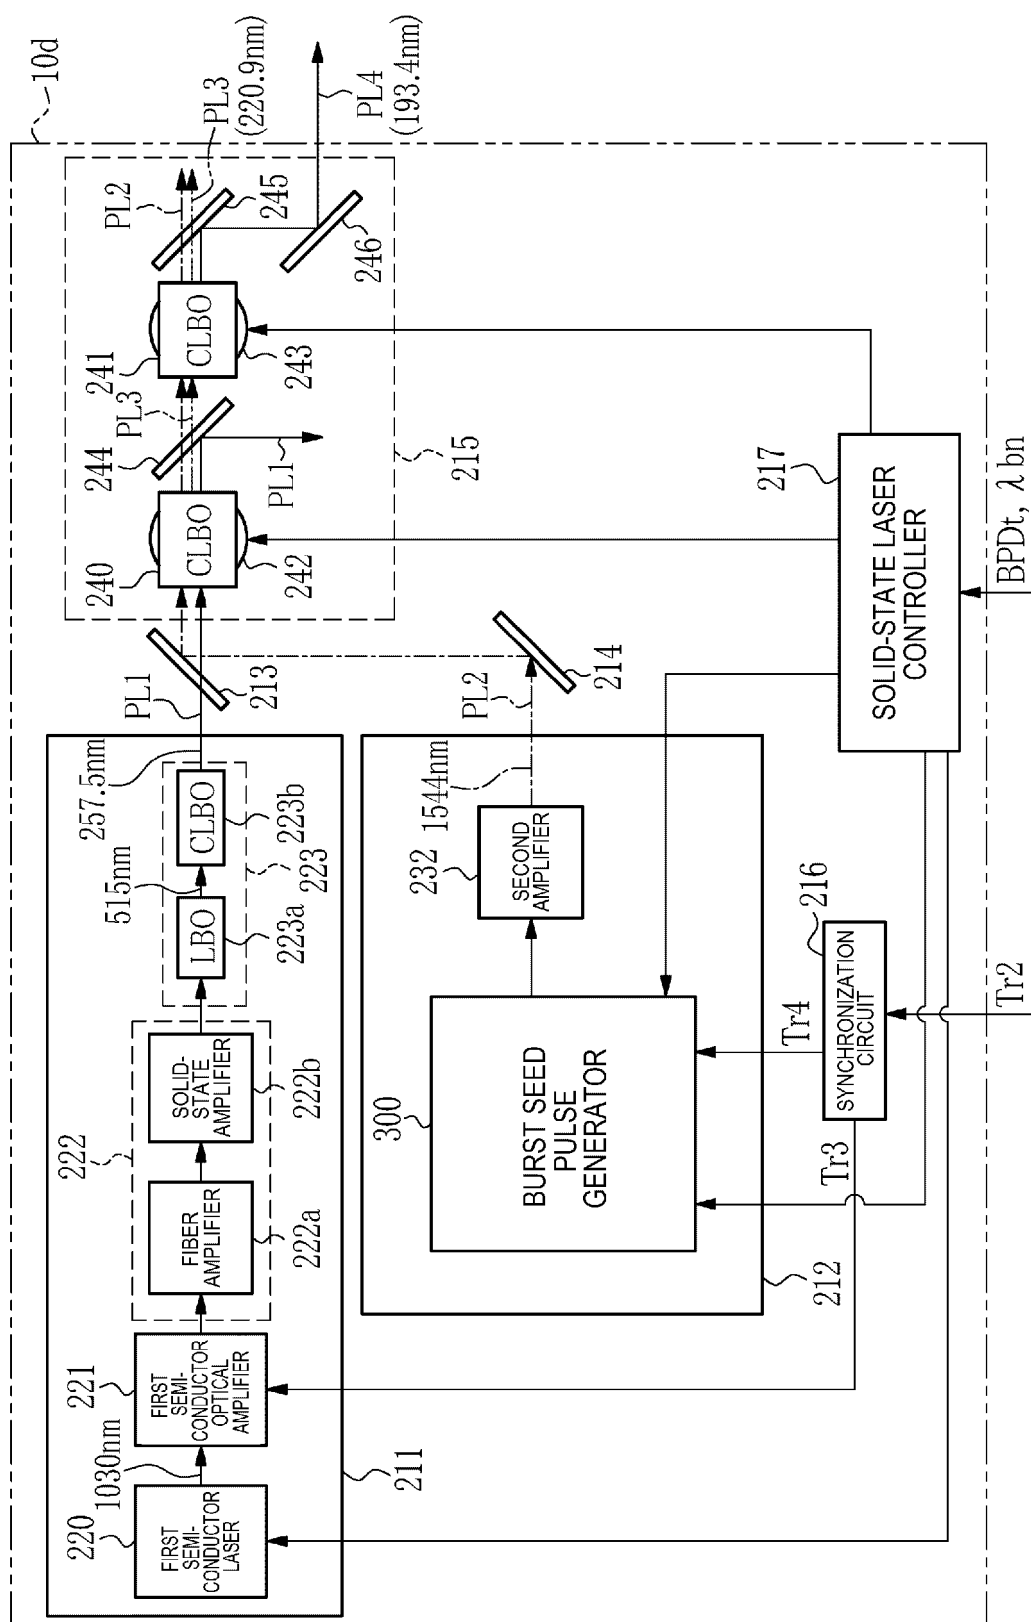 10d
PL3
(220.9nm)
PL4
(193.4nm)
PL2
245
246
CLBO
241
243
PL3
244
PL1
215
CLBO
240
242
213
214
PL1
PL2
257.5nm
1544nm
CLBO
223b
515nm
LBO
223a
223
SECOND
AMPLIFIER
232
SOLID-
STATE
AMPLIFIER
222b
222
FIBER
AMPLIFIER
222a
FIRST
SEMI-
CONDUCTOR
OPTICAL
AMPLIFIER
221
1030nm
FIRST
SEMI-
CONDUCTOR
LASER
220
211
BURST SEED
PULSE
GENERATOR
300
212
217
SOLID-STATE LASER
CONTROLLER
BPDt, λbn
216
SYNCHRONIZATION
CIRCUIT
Tr4
Tr3
Tr2